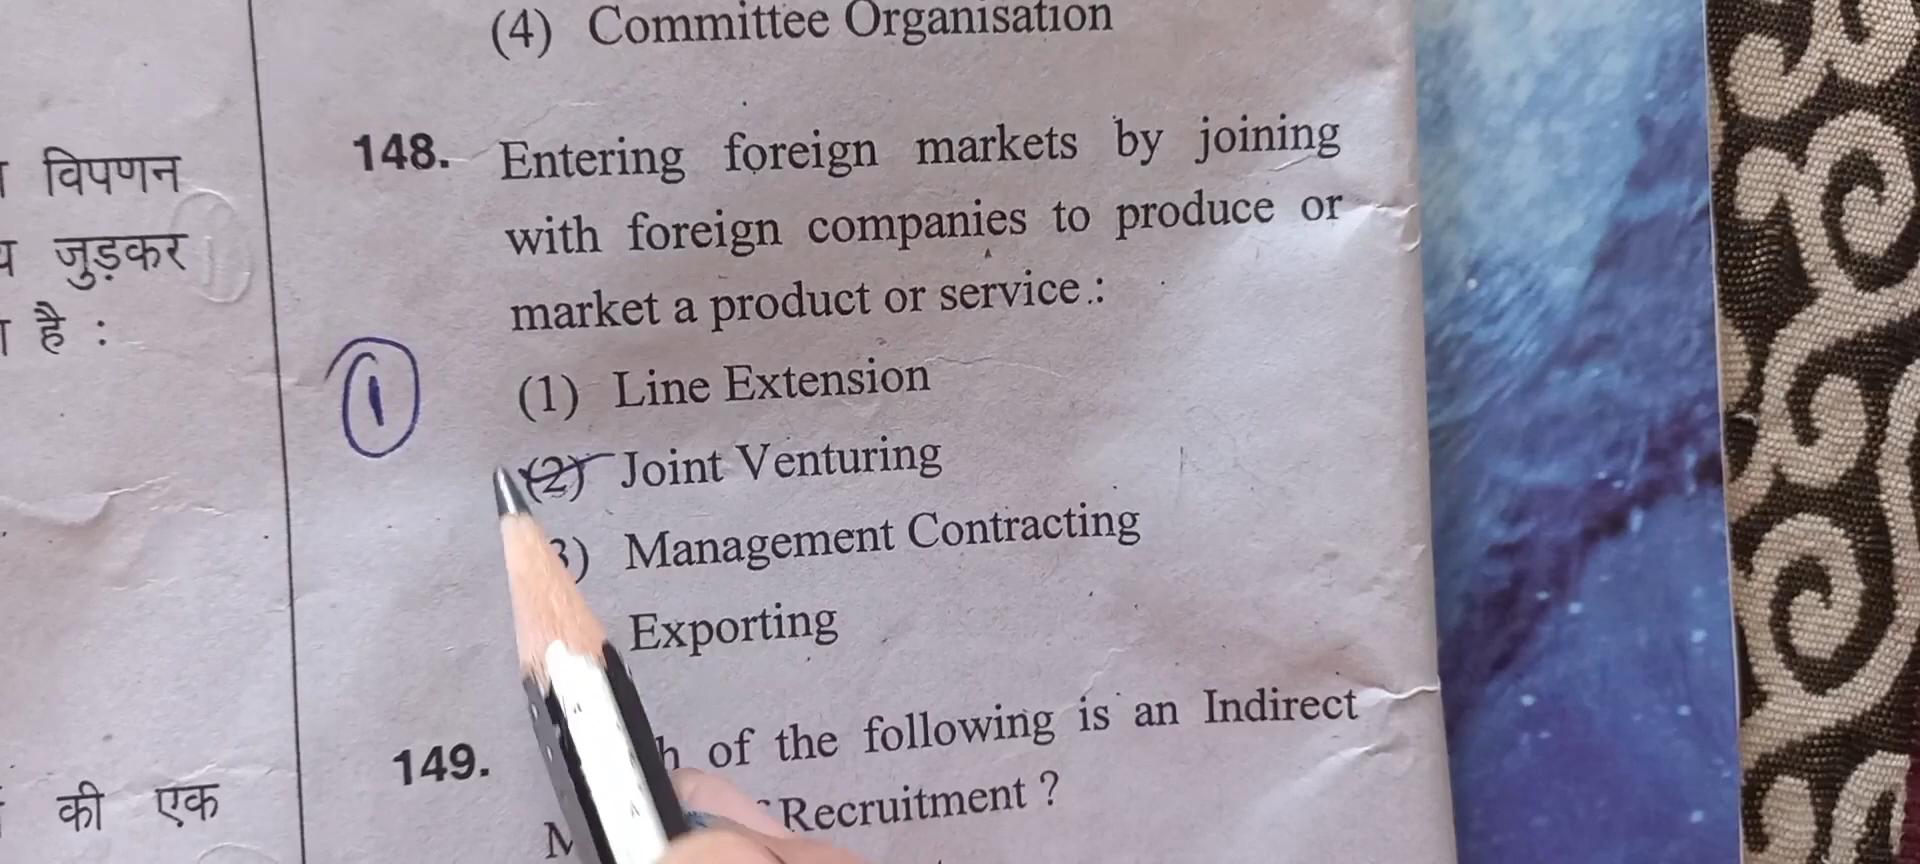 (4) Committee Organisation
विपणन
जुड़कर
है :
148. Entering foreign markets by joining
with foreign companies to produce or
market a product or service :
1
(1) Line Extension
(2) Joint Venturing
3) Management Contracting
Exporting
149. of the following is an Indirect
Recruitment ?
की एक